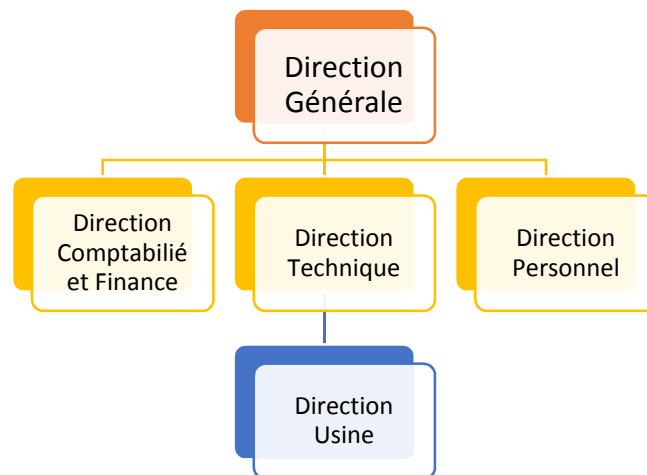 Direction
Générale
Direction
Comptabilié
et Finance
Direction
Technique
Direction
Personnel
Direction
Usine